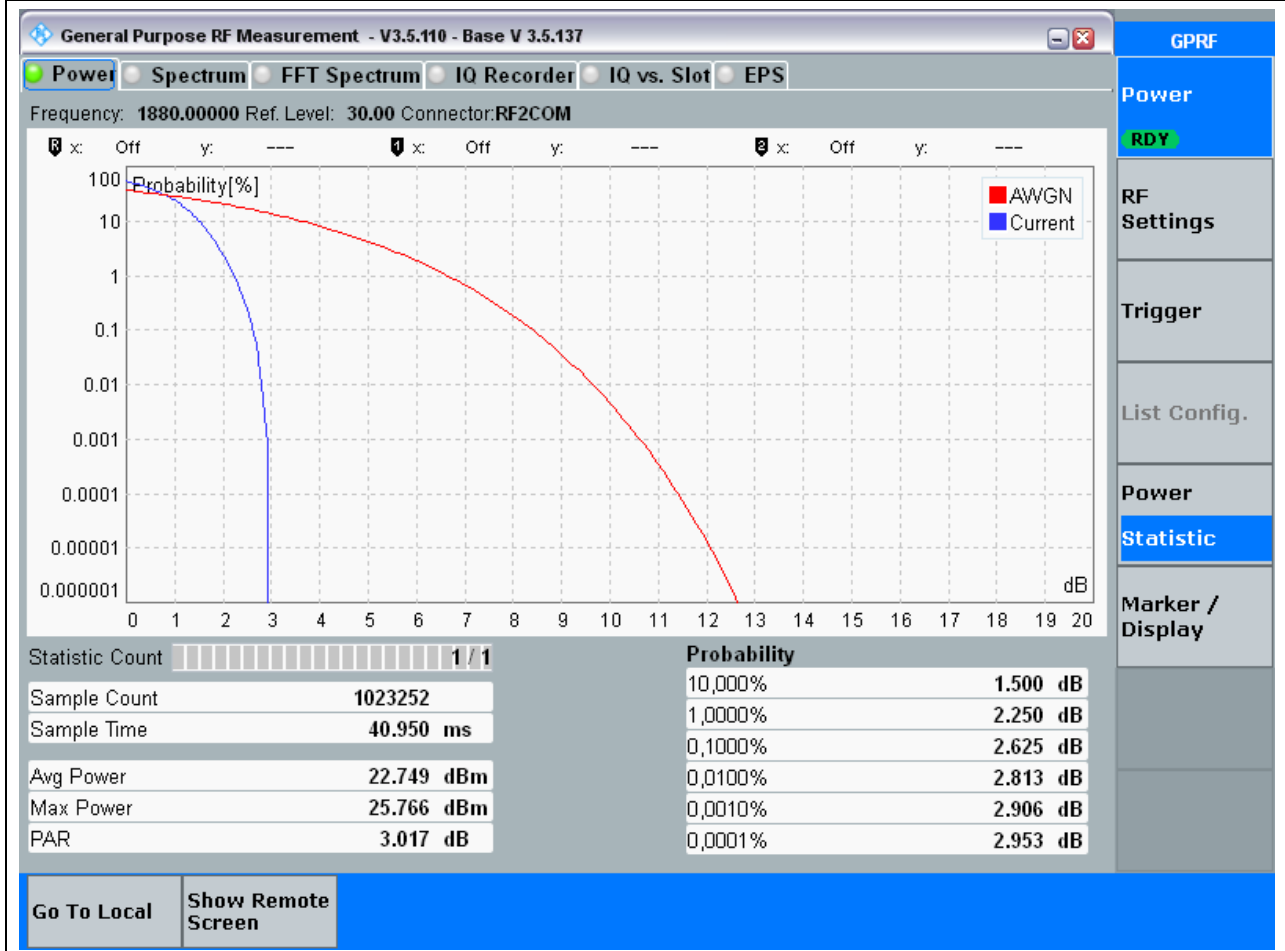 General Purpose RF Measurement - V3.5.110 - Base V 3.5.137
GPRF
Power Spectrum FFT Spectrum IQ Recorder IQ vs. Slot EPS
Frequency: 1880.00000 Ref. Level: 30.00 Connector:RF2COM
R x: Off y: --- 1 x: Off y: --- 2 x: Off y: ---
Probability[%]
100
10
1
0.1
0.01
0.001
0.0001
0.00001
0.000001
AWGN
Current
dB
0 1 2 3 4 5 6 7 8 9 10 11 12 13 14 15 16 17 18 19 20
Statistic Count 1 / 1
Sample Count 1023252
Sample Time 40.950 ms
Avg Power 22.749 dBm
Max Power 25.766 dBm
PAR 3.017 dB
Probability
10,000% 1.500 dB
1,0000% 2.250 dB
0,1000% 2.625 dB
0,0100% 2.813 dB
0,0010% 2.906 dB
0,0001% 2.953 dB
Power
RDY
RF
Settings
Trigger
List Config.
Power
Statistic
Marker /
Display
Go To Local
Show Remote
Screen